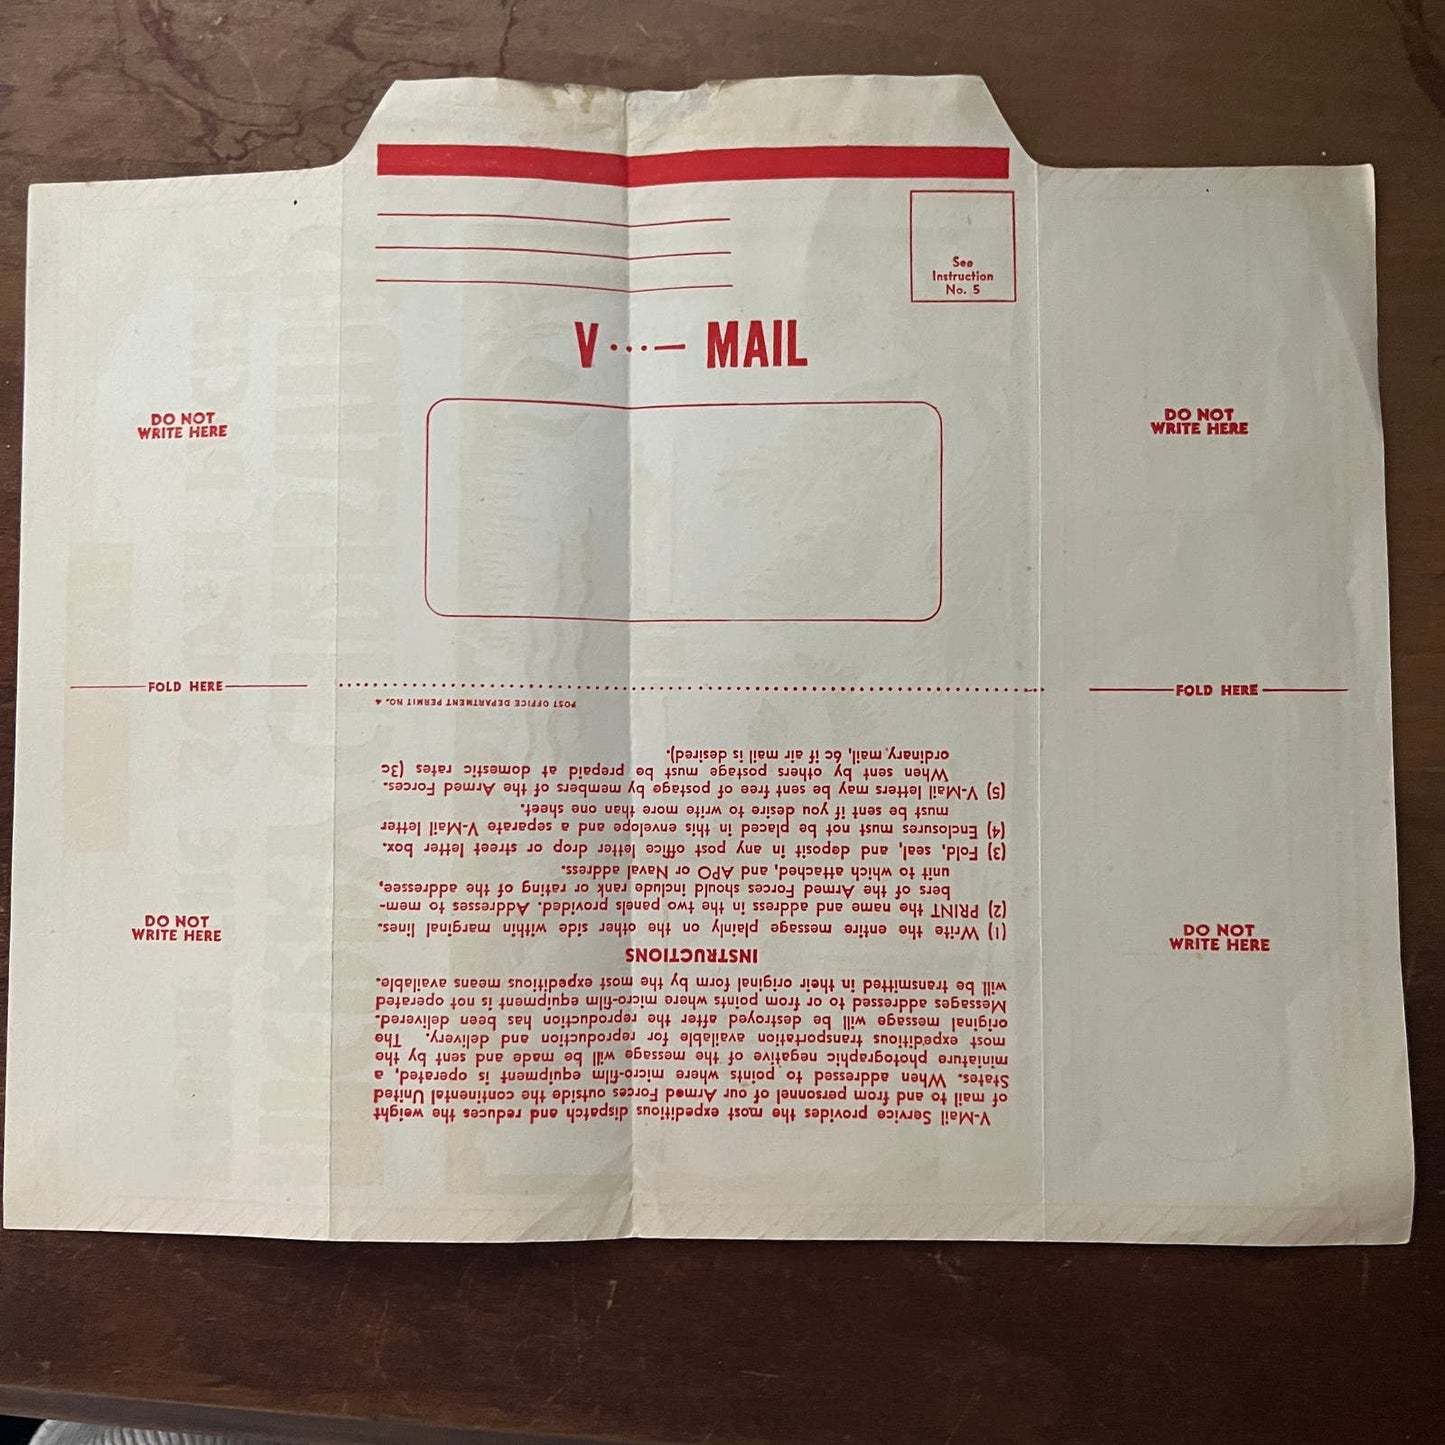 See
Instruction
No. 5
V ...— MAIL
DO NOT
WRITE HERE
DO NOT
WRITE HERE
FOLD HERE
FOLD HERE
POST OFFICE DEPARTMENT PERMIT NO. 4
DO NOT
WRITE HERE
DO NOT
WRITE HERE
V-Mail Service provides the most expeditious dispatch and reduces the weight
of mail to and from personnel of our Armed Forces outside the continental United
States. When addressed to points where micro-film equipment is operated, a
miniature photographic negative of the message will be made and sent by the
most expeditious transportation available for reproduction and delivery. The
original message will be destroyed after the reproduction has been delivered.
Messages addressed to or from points where micro-film equipment is not operated
will be transmitted in their original form by the most expeditious means available.
INSTRUCTIONS
(1) Write the entire message plainly on the other side within marginal lines.
(2) PRINT the name and address in the two panels provided. Addresses to mem-
bers of the Armed Forces should include rank or rating of the addressee,
unit to which attached, and APO or Naval address.
(3) Fold, seal, and deposit in any post office letter drop or street letter box.
(4) Enclosures must not be placed in this envelope and a separate V-Mail letter
must be sent if you desire to write more than one sheet.
(5) V-Mail letters may be sent free of postage by members of the Armed Forces.
When sent by others postage must be prepaid at domestic rates (3c
ordinary mail, 6c if air mail is desired).